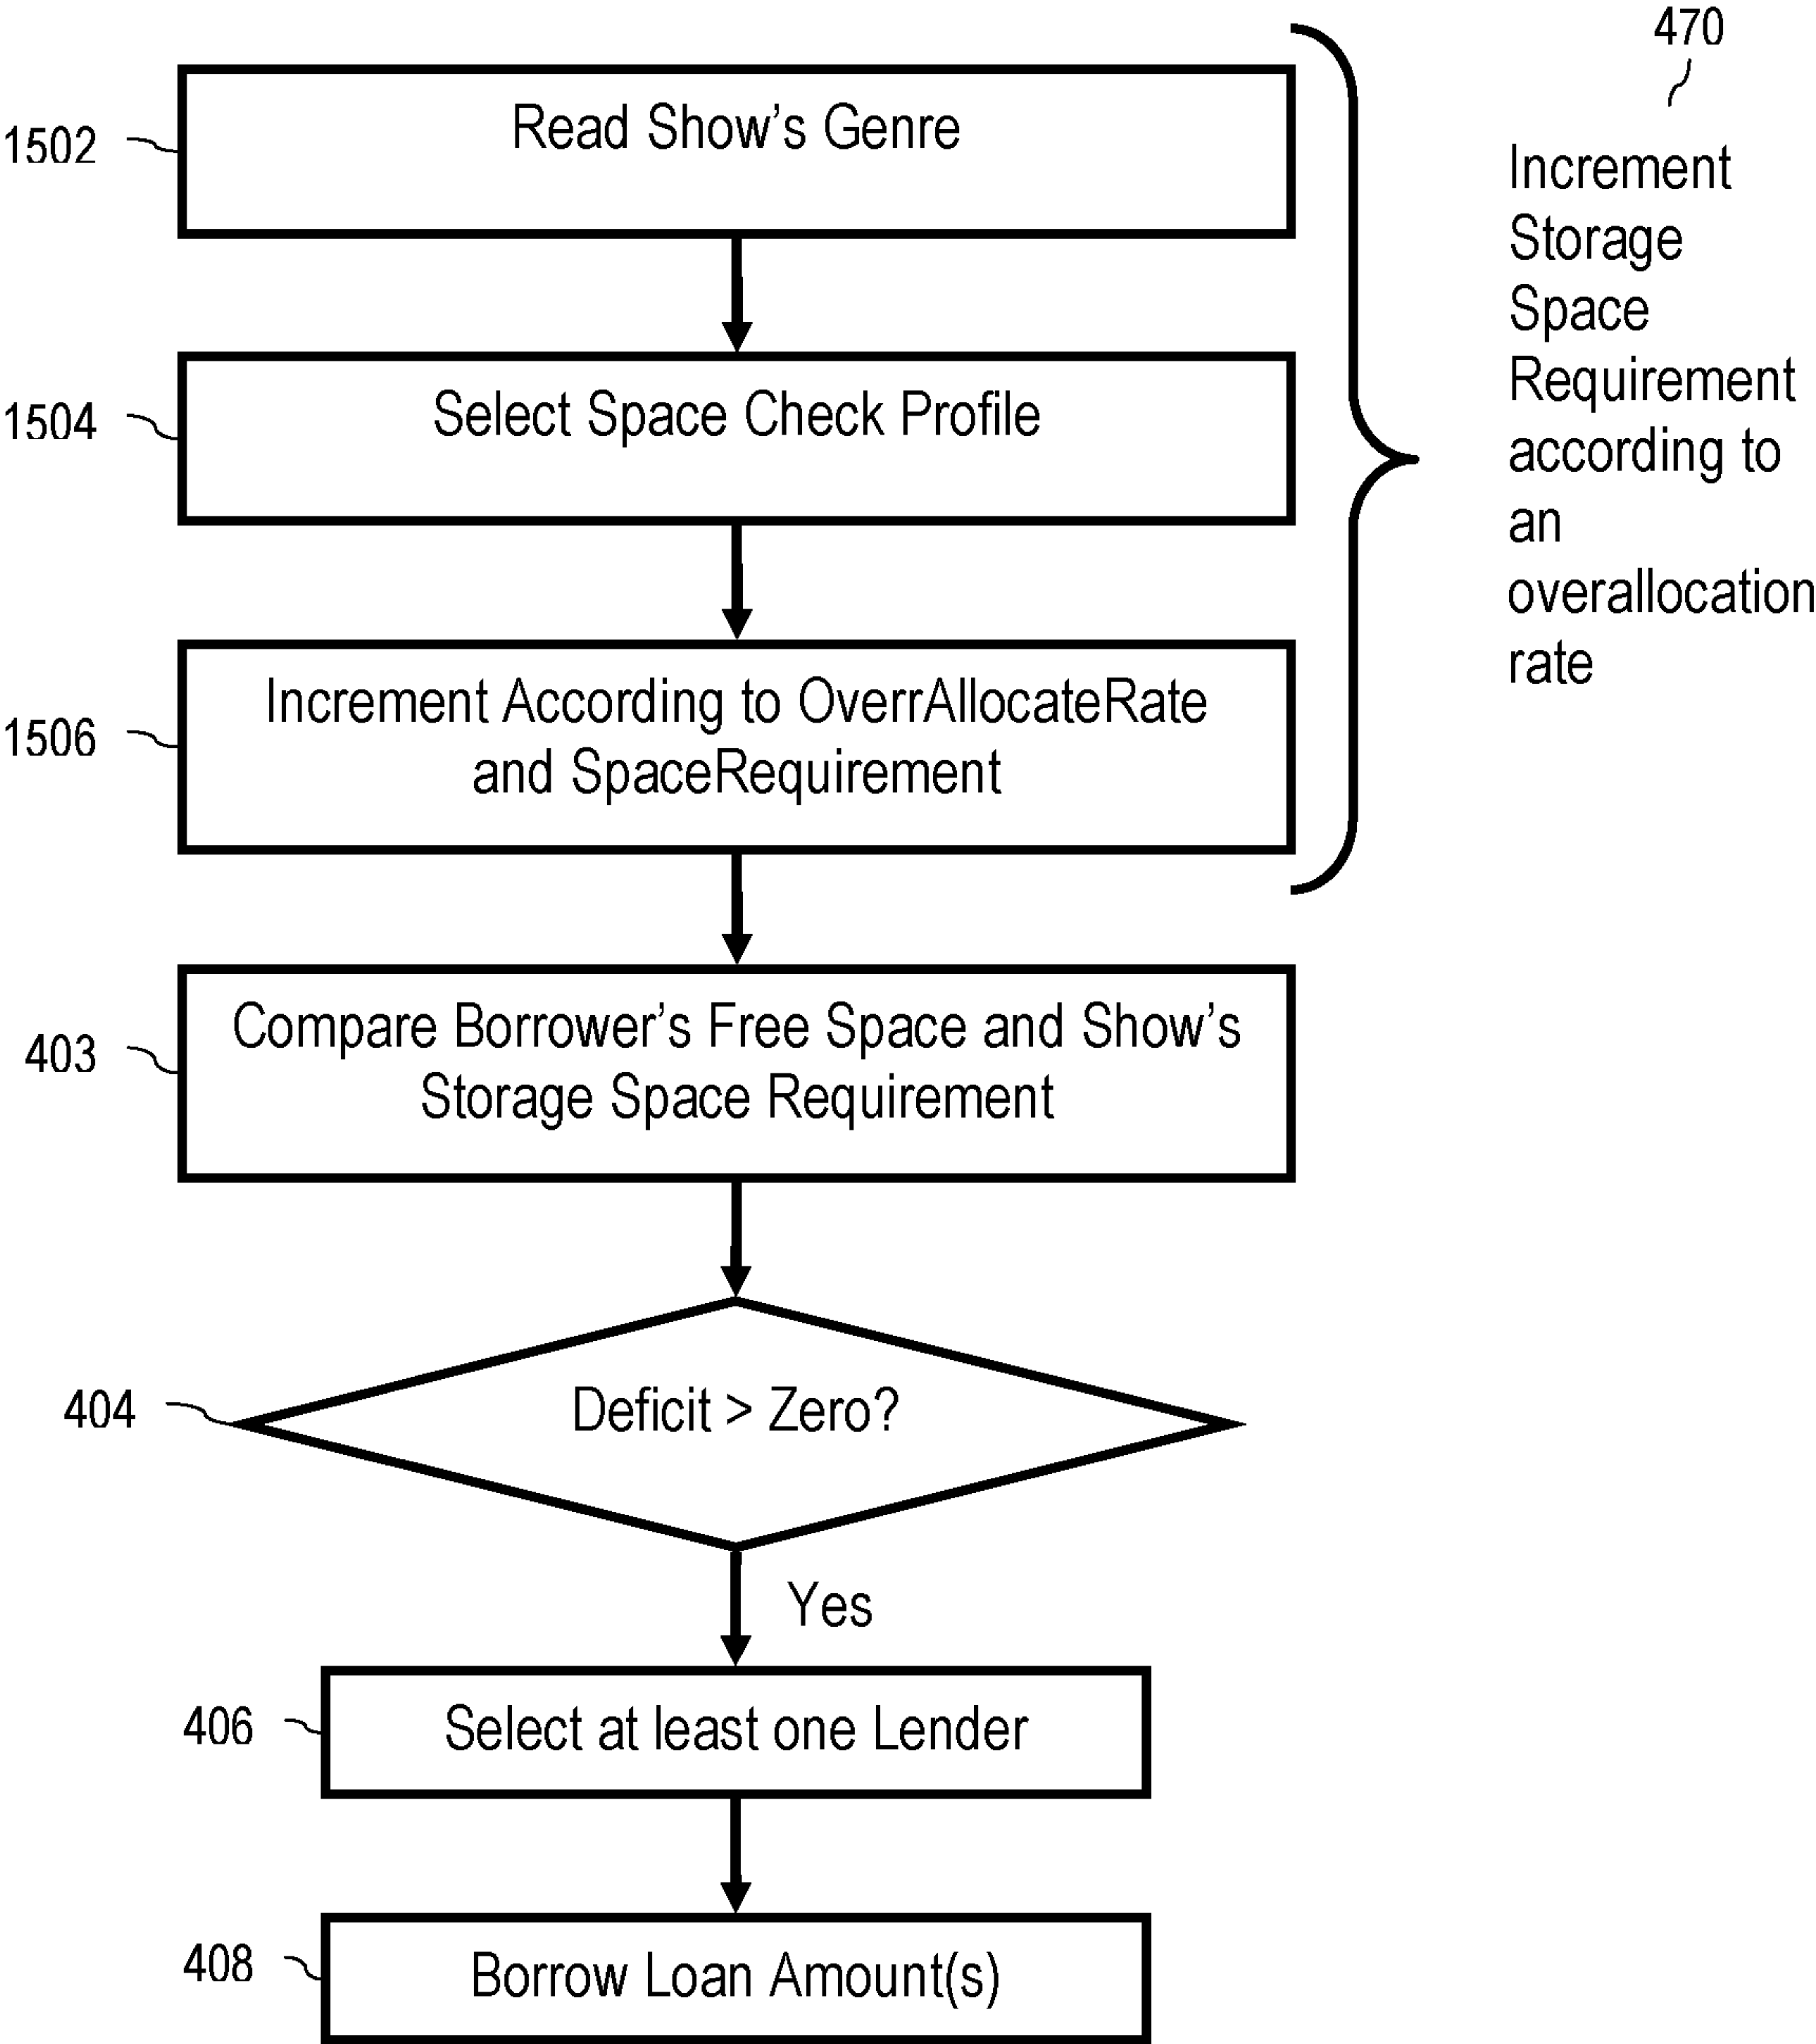 470
1502
Read Show's Genre
Increment
Storage
Space
Requirement
according to
an
overallocation
rate
1504
Select Space Check Profile
1506
Increment According to OverrAllocateRate
and SpaceRequirement
403
Compare Borrower's Free Space and Show's
Storage Space Requirement
404
Deficit > Zero?
Yes
406
Select at least one Lender
408
Borrow Loan Amount(s)